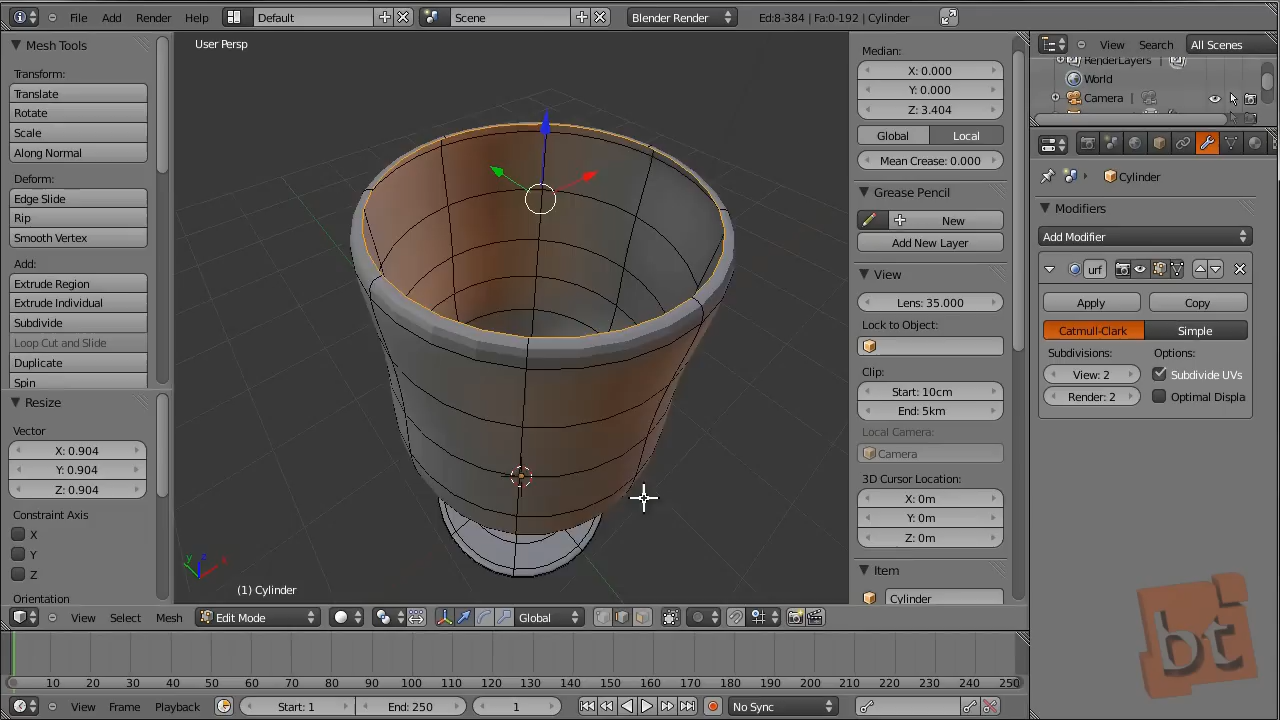 File Add Render Help Default Scene Blender Render Ed:8-384 | Fa:0-192 | Cylinder
Mesh Tools
Transform:
Translate
Rotate
Scale
Along Normal
Deform:
Edge Slide
Rip
Smooth Vertex
Add:
Extrude Region
Extrude Individual
Subdivide
Loop Cut and Slide
Duplicate
Spin
Resize
Vector
X: 0.904
Y: 0.904
Z: 0.904
Constraint Axis
X
Y
Z
Orientation
User Persp
y z x
(1) Cylinder
Median:
X: 0.000
Y: 0.000
Z: 3.404
Global Local
Mean Crease: 0.000
Grease Pencil
New
Add New Layer
View
Lens: 35.000
Lock to Object:
Clip:
Start: 10cm
End: 5km
Local Camera:
Camera
3D Cursor Location:
X: 0m
Y: 0m
Z: 0m
Item
Cylinder
View Search All Scenes
RenderLayers |
World
Camera |
Cylinder
Modifiers
Add Modifier
urf
Apply Copy
Catmull-Clark Simple
Subdivisions: Options:
View: 2 Subdivide UVs
Render: 2 Optimal Displa
View Select Mesh Edit Mode Global
10 20 30 40 50 60 70 80 90 100 110 120 130 140 150 160 170 180 190 200 210 220 230 240 250
View Frame Playback Start: 1 End: 250 1 No Sync
bt